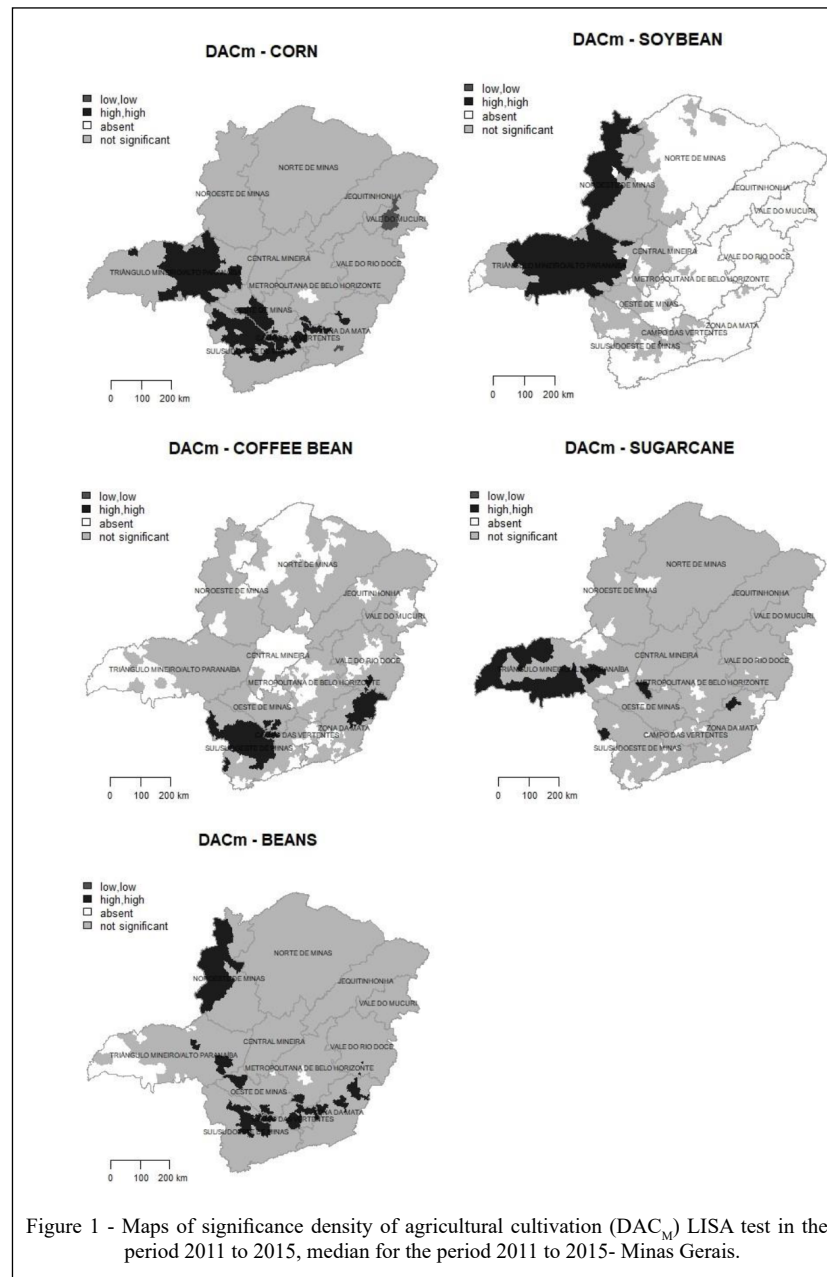 DACm - CORN
low,low
high,high
absent
not significant
NORTE DE MINAS
NOROESTE DE MINAS
JEQUITINHONHA
VALE DO MUCURI
CENTRAL MINEIRA
TRIÂNGULO MINEIRO/ALTO PARANAÍBA
VALE DO RIO DOCE
METROPOLITANA DE BELO HORIZONTE
0 100 200 km
DACm - SOYBEAN
low,low
high,high
absent
not significant
NORTE DE MINAS
NOROESTE DE MINAS
JEQUITINHONHA
VALE DO MUCURI
CENTRAL MINEIRA
VALE DO RIO DOCE
METROPOLITANA DE BELO HORIZONTE
OESTE DE MINAS
ZONA DA MATA
CAMPO DAS VERTENTES
SUL/SUDOESTE DE MINAS
0 100 200 km
DACm - COFFEE BEAN
low,low
high,high
absent
not significant
NORTE DE MINAS
NOROESTE DE MINAS
JEQUITINHONHA
VALE DO MUCURI
CENTRAL MINEIRA
TRIÂNGULO MINEIRO/ALTO PARANAÍBA
VALE DO RIO DOCE
METROPOLITANA DE BELO HORIZONTE
OESTE DE MINAS
ZONA DA MATA
0 100 200 km
DACm - SUGARCANE
low,low
high,high
absent
not significant
NORTE DE MINAS
NOROESTE DE MINAS
JEQUITINHONHA
VALE DO MUCURI
CENTRAL MINEIRA
VALE DO RIO DOCE
METROPOLITANA DE BELO HORIZONTE
OESTE DE MINAS
ZONA DA MATA
CAMPO DAS VERTENTES
SUL/SUDOESTE DE MINAS
0 100 200 km
DACm - BEANS
low,low
high,high
absent
not significant
NORTE DE MINAS
JEQUITINHONHA
VALE DO MUCURI
CENTRAL MINEIRA
TRIÂNGULO MINEIRO/ALTO PARANAÍBA
VALE DO RIO DOCE
METROPOLITANA DE BELO HORIZONTE
OESTE DE MINAS
0 100 200 km
Figure 1 - Maps of significance density of agricultural cultivation (DACM) LISA test in the
period 2011 to 2015, median for the period 2011 to 2015- Minas Gerais.